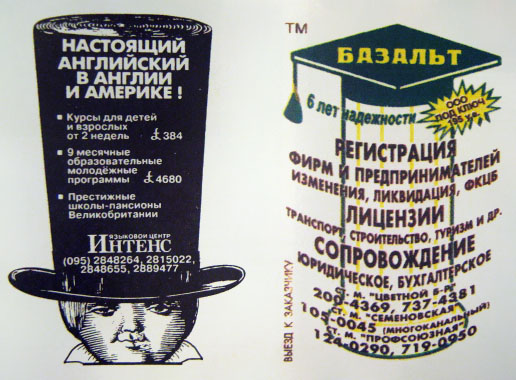 НАСТОЯЩИЙ
АНГЛИЙСКИЙ
В АНГЛИИ
И АМЕРИКЕ !
Курсы для детей
и взрослых
от 2 недель £ 384
9 месячные
образовательные
молодёжные
программы £ 4680
Престижные
школы-пансионы
Великобритании
ЯЗЫКОВОЙ ЦЕНТР
ИНТЕНС
(095) 2848264, 2815022,
2848655, 2889477
TM
БАЗАЛЬТ
6 лет надежности
ООО
ПОД КЛЮЧ
195 у.е.
РЕГИСТРАЦИЯ
ФИРМ И ПРЕДПРИНИМАТЕЛЕЙ
ИЗМЕНЕНИЯ, ЛИКВИДАЦИЯ, ФКЦБ
ЛИЦЕНЗИИ
ТРАНСПОРТ, СТРОИТЕЛЬСТВО, ТУРИЗМ И ДР.
СОПРОВОЖДЕНИЕ
ЮРИДИЧЕСКОЕ, БУХГАЛТЕРСКОЕ
СТ. М. "ЦВЕТНОЙ Б-Р"
200-4369, 737-4381
СТ. М. "СЕМЕНОВСКАЯ"
105-0045 (МНОГОКАНАЛЬНЫЙ)
СТ. М. "ПРОФСОЮЗНАЯ"
124-0290, 719-0950
ВЫЕЗД К ЗАКАЗЧИКУ